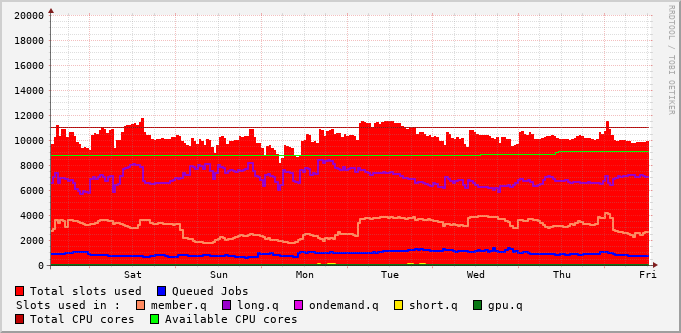 RRDTOOL / TOBI OETIKER
20000
18000
16000
14000
12000
10000
8000
6000
4000
2000
0
Sat Sun Mon Tue Wed Thu Fri
Total slots used Queued Jobs
Slots used in : member.q long.q ondemand.q short.q gpu.q
Total CPU cores Available CPU cores